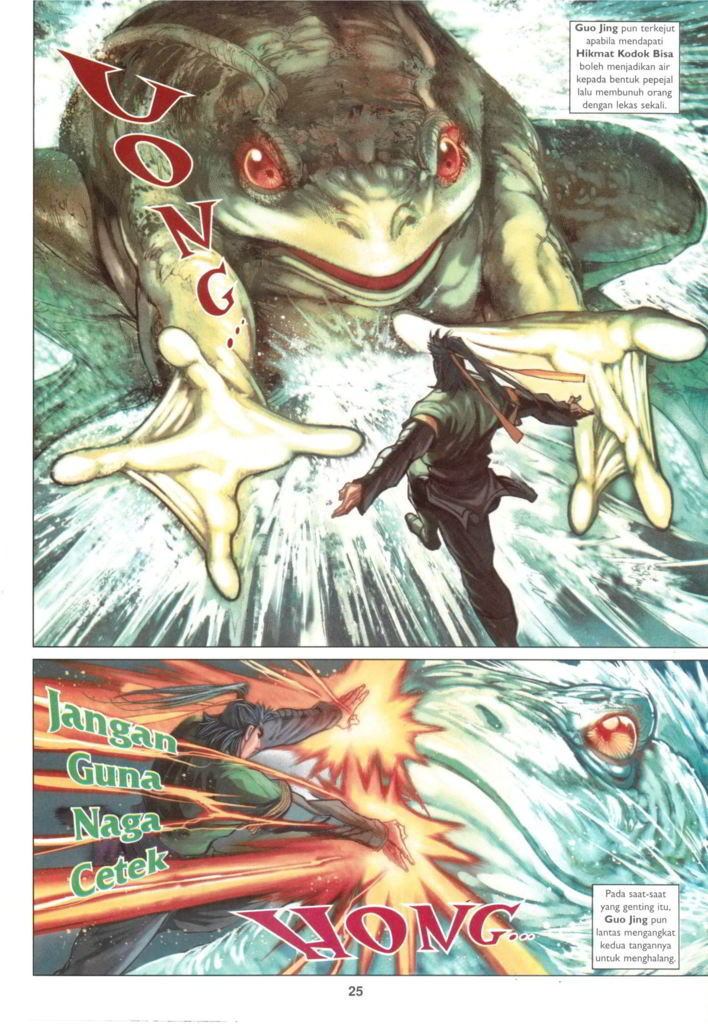 Guo Jing pun terkejut
apabila mendapati
Hikmat Kodok Bisa
boleh menjadikan air
kepada bentuk pepejal
lalu membunuh orang
dengan lekas sekali.
UONG...
Jangan
Guna
Naga
Cetek
HONG...
Pada saat-saat
yang genting itu,
Guo Jing pun
lantas mengangkat
kedua tangannya
untuk menghalang.
25